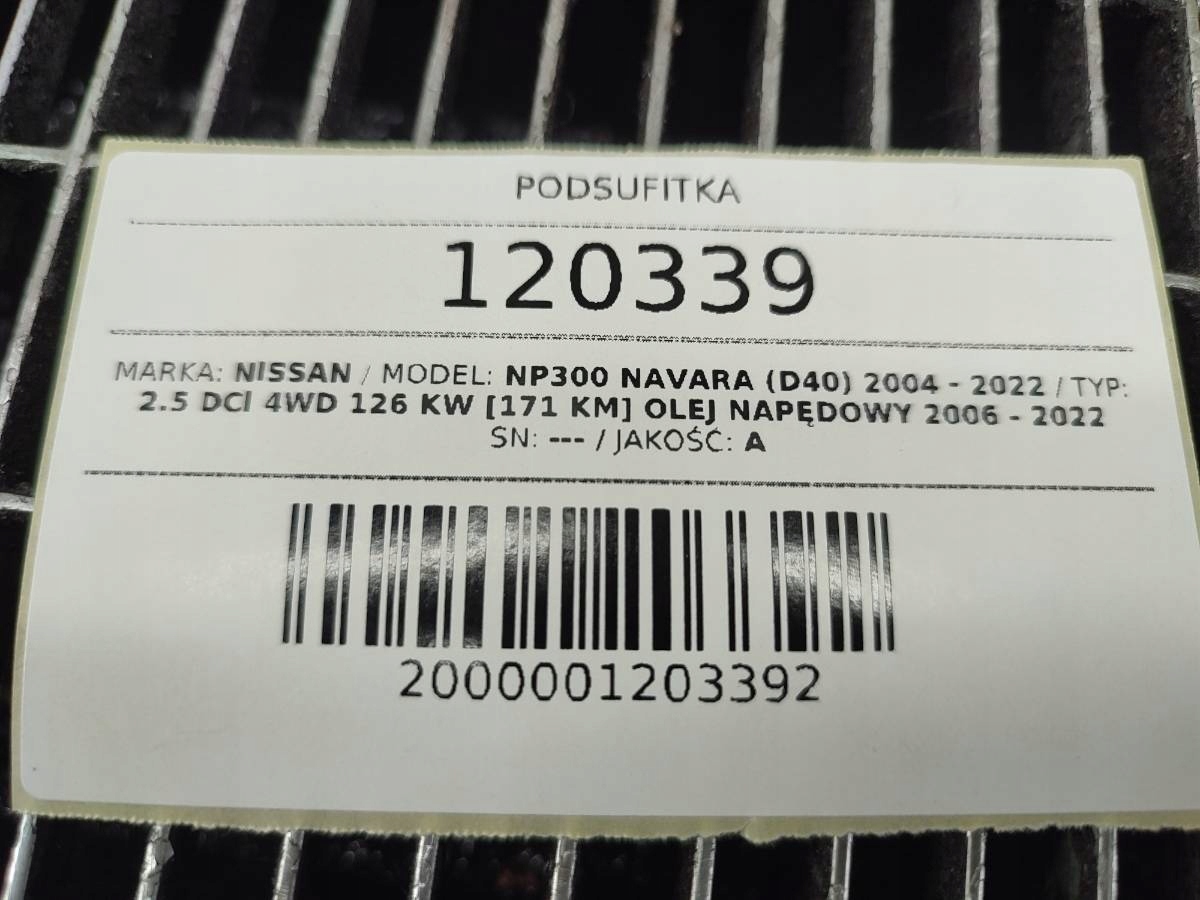 PODSUFITKA
120339
MARKA: NISSAN / MODEL: NP300 NAVARA (D40) 2004 - 2022 / TYP:
2.5 DCI 4WD 126 KW [171 KM] OLEJ NAPĘDOWY 2006 - 2022
SN: --- / JAKOŚĆ: A
2000001203392